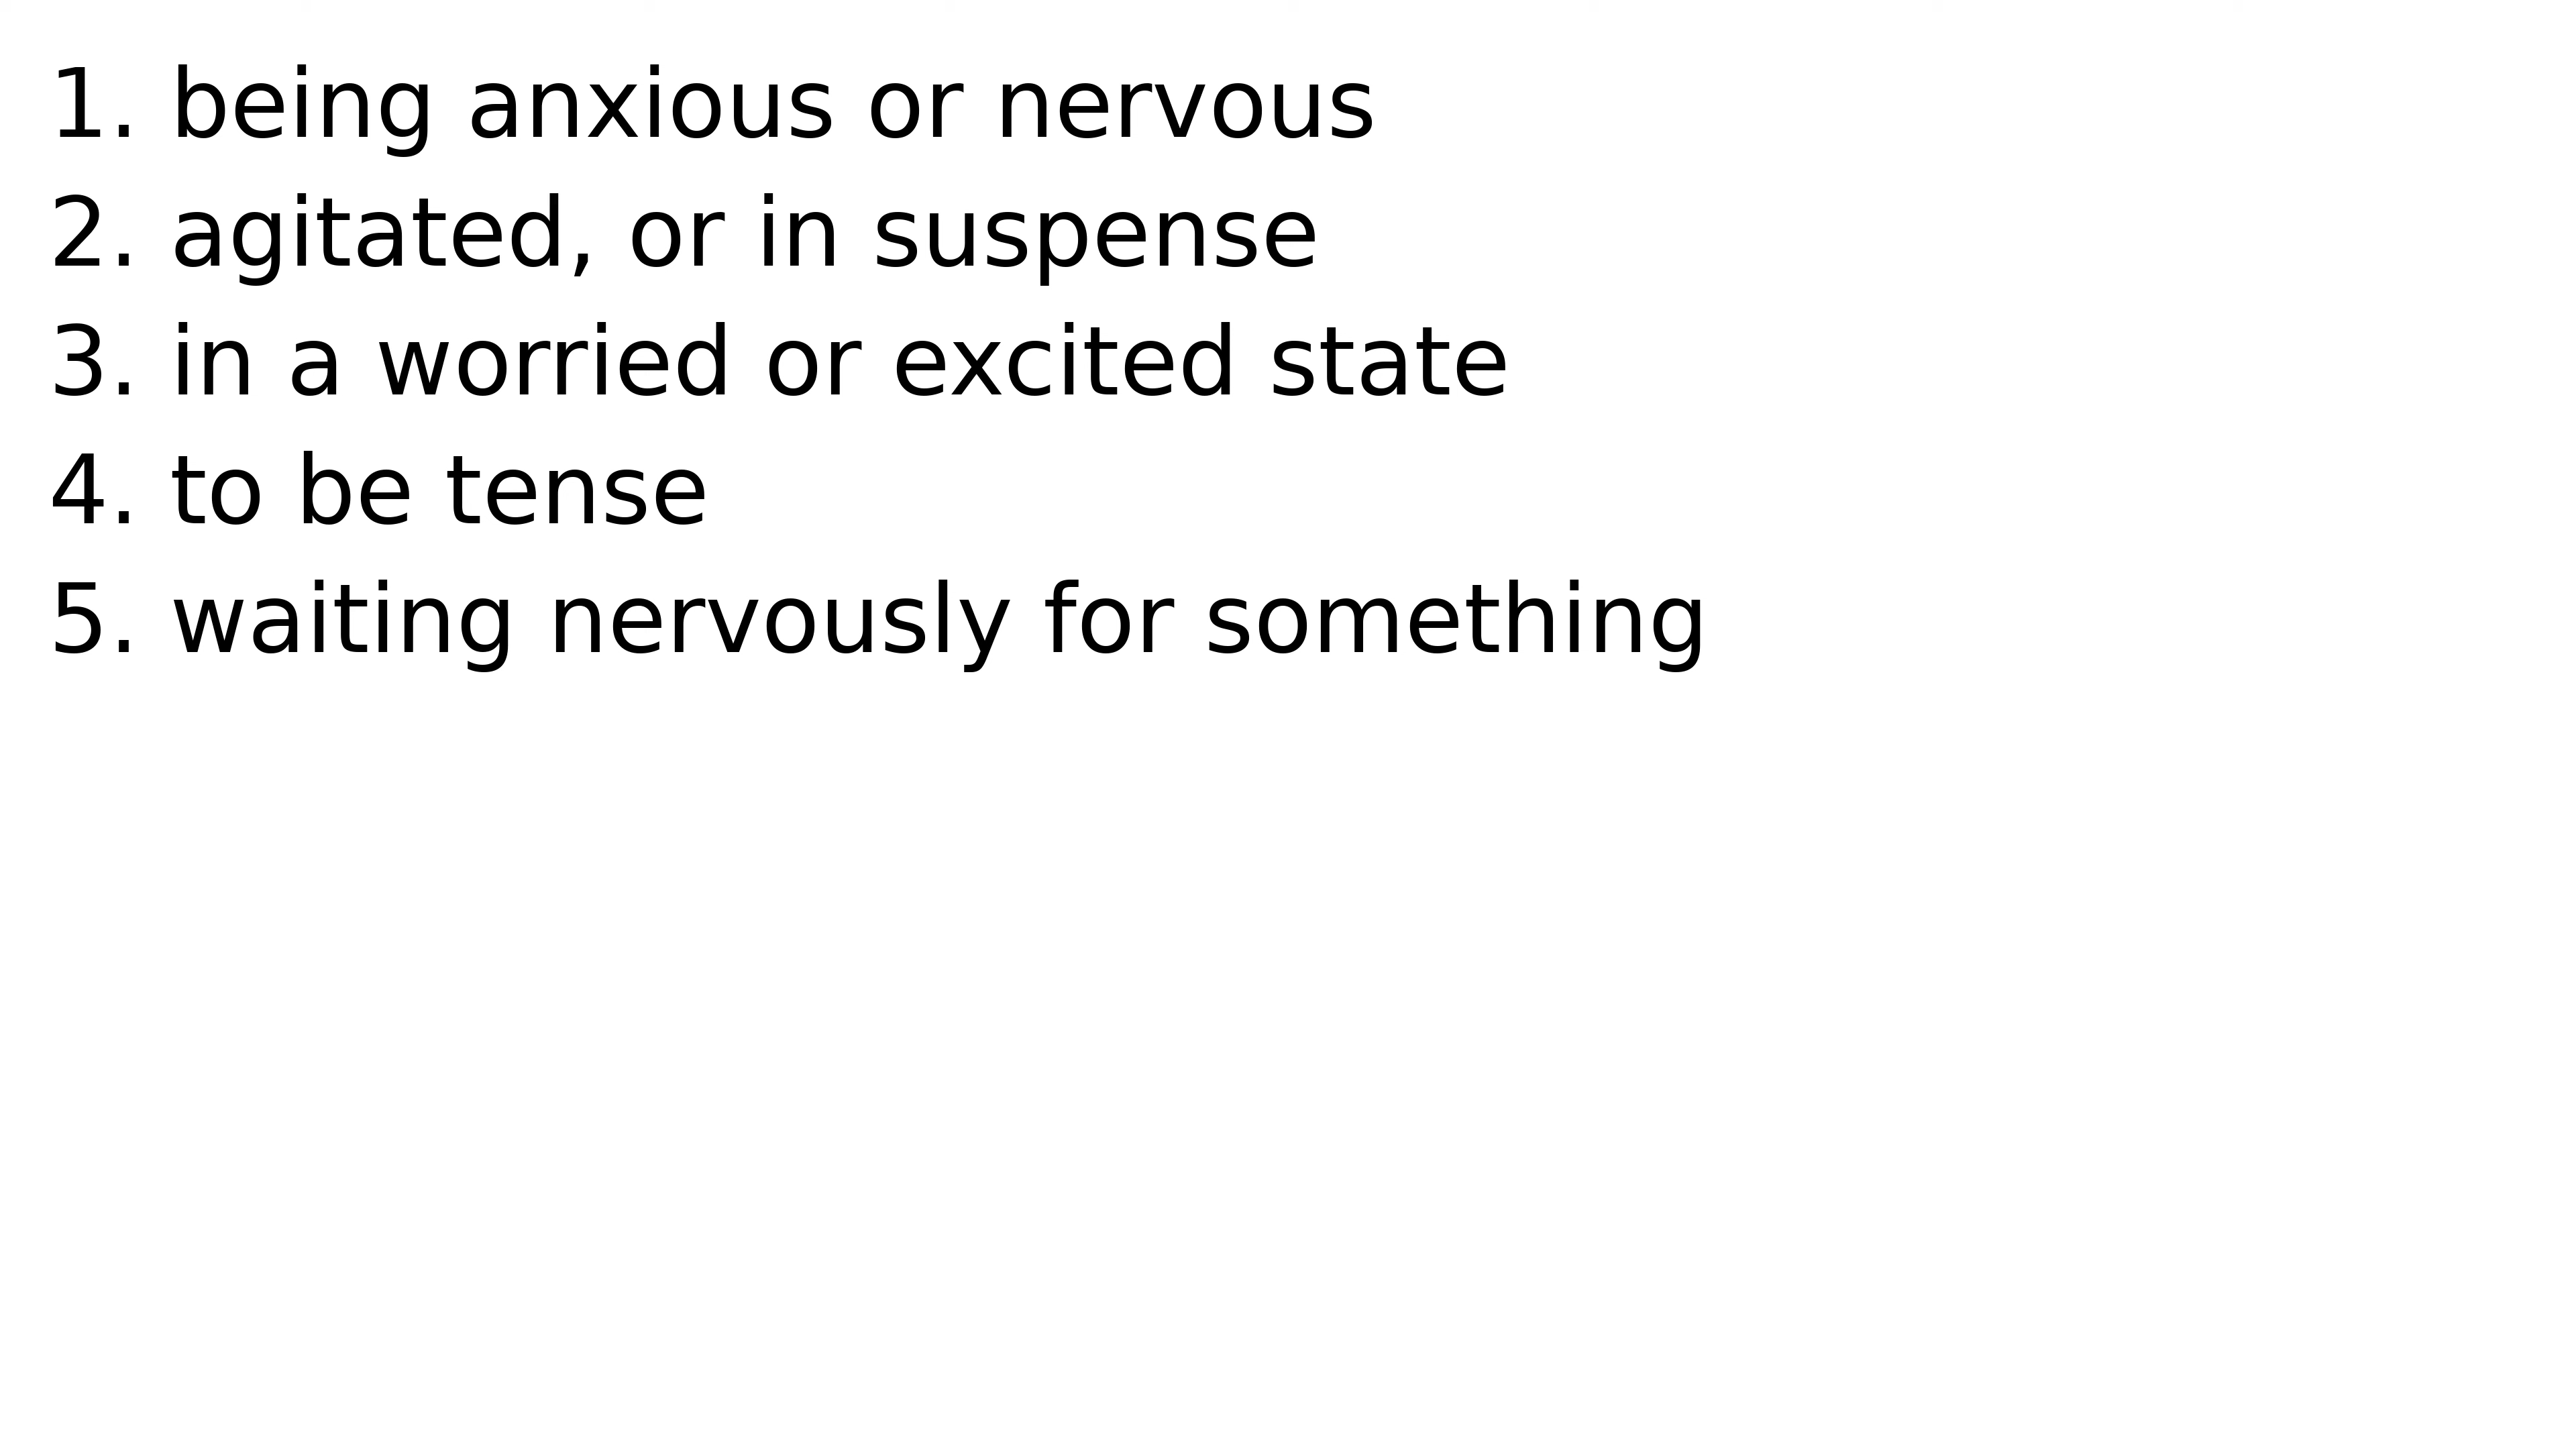 1. being anxious or nervous
2. agitated, or in suspense
3. in a worried or excited state
4. to be tense
5. waiting nervously for something